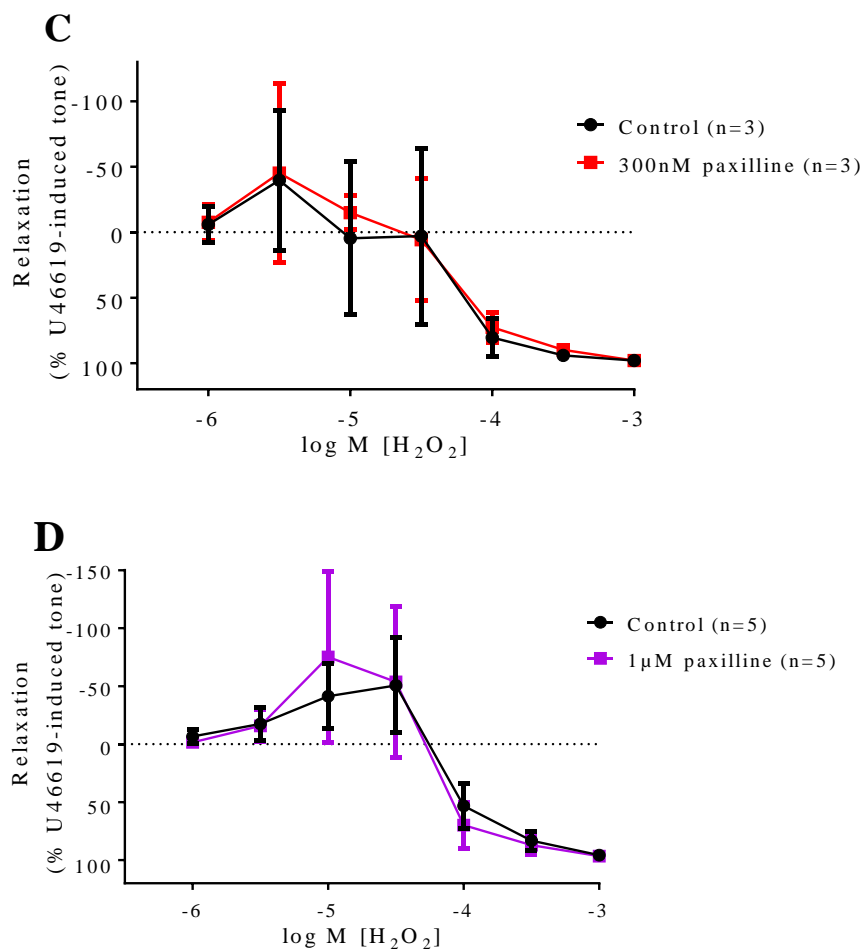 C
Relaxation
(% U46619-induced tone)
-100
-50
0
50
100
Control (n=3)
300nM paxilline (n=3)
-6
-5
-4
-3
log M [H₂O₂]
D
Relaxation
(% U46619-induced tone)
-150
-100
-50
0
50
100
Control (n=5)
1µM paxilline (n=5)
-6
-5
-4
-3
log M [H₂O₂]